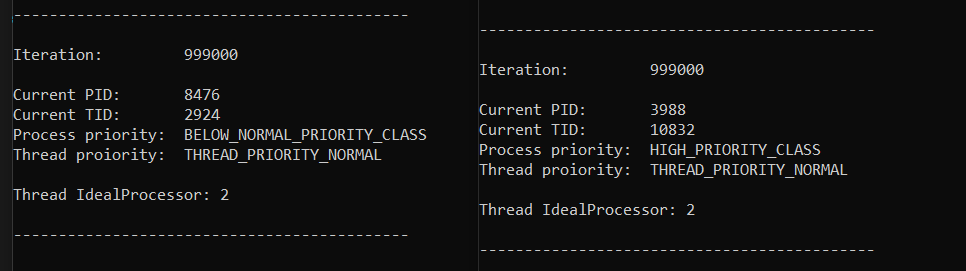 --------------------------------------------
Iteration:         999000
Current PID:       8476
Current TID:       2924
Process priority:  BELOW_NORMAL_PRIORITY_CLASS
Thread proiority:  THREAD_PRIORITY_NORMAL
Thread IdealProcessor: 2
--------------------------------------------
--------------------------------------------
Iteration:         999000
Current PID:       3988
Current TID:       10832
Process priority:  HIGH_PRIORITY_CLASS
Thread proiority:  THREAD_PRIORITY_NORMAL
Thread IdealProcessor: 2
--------------------------------------------